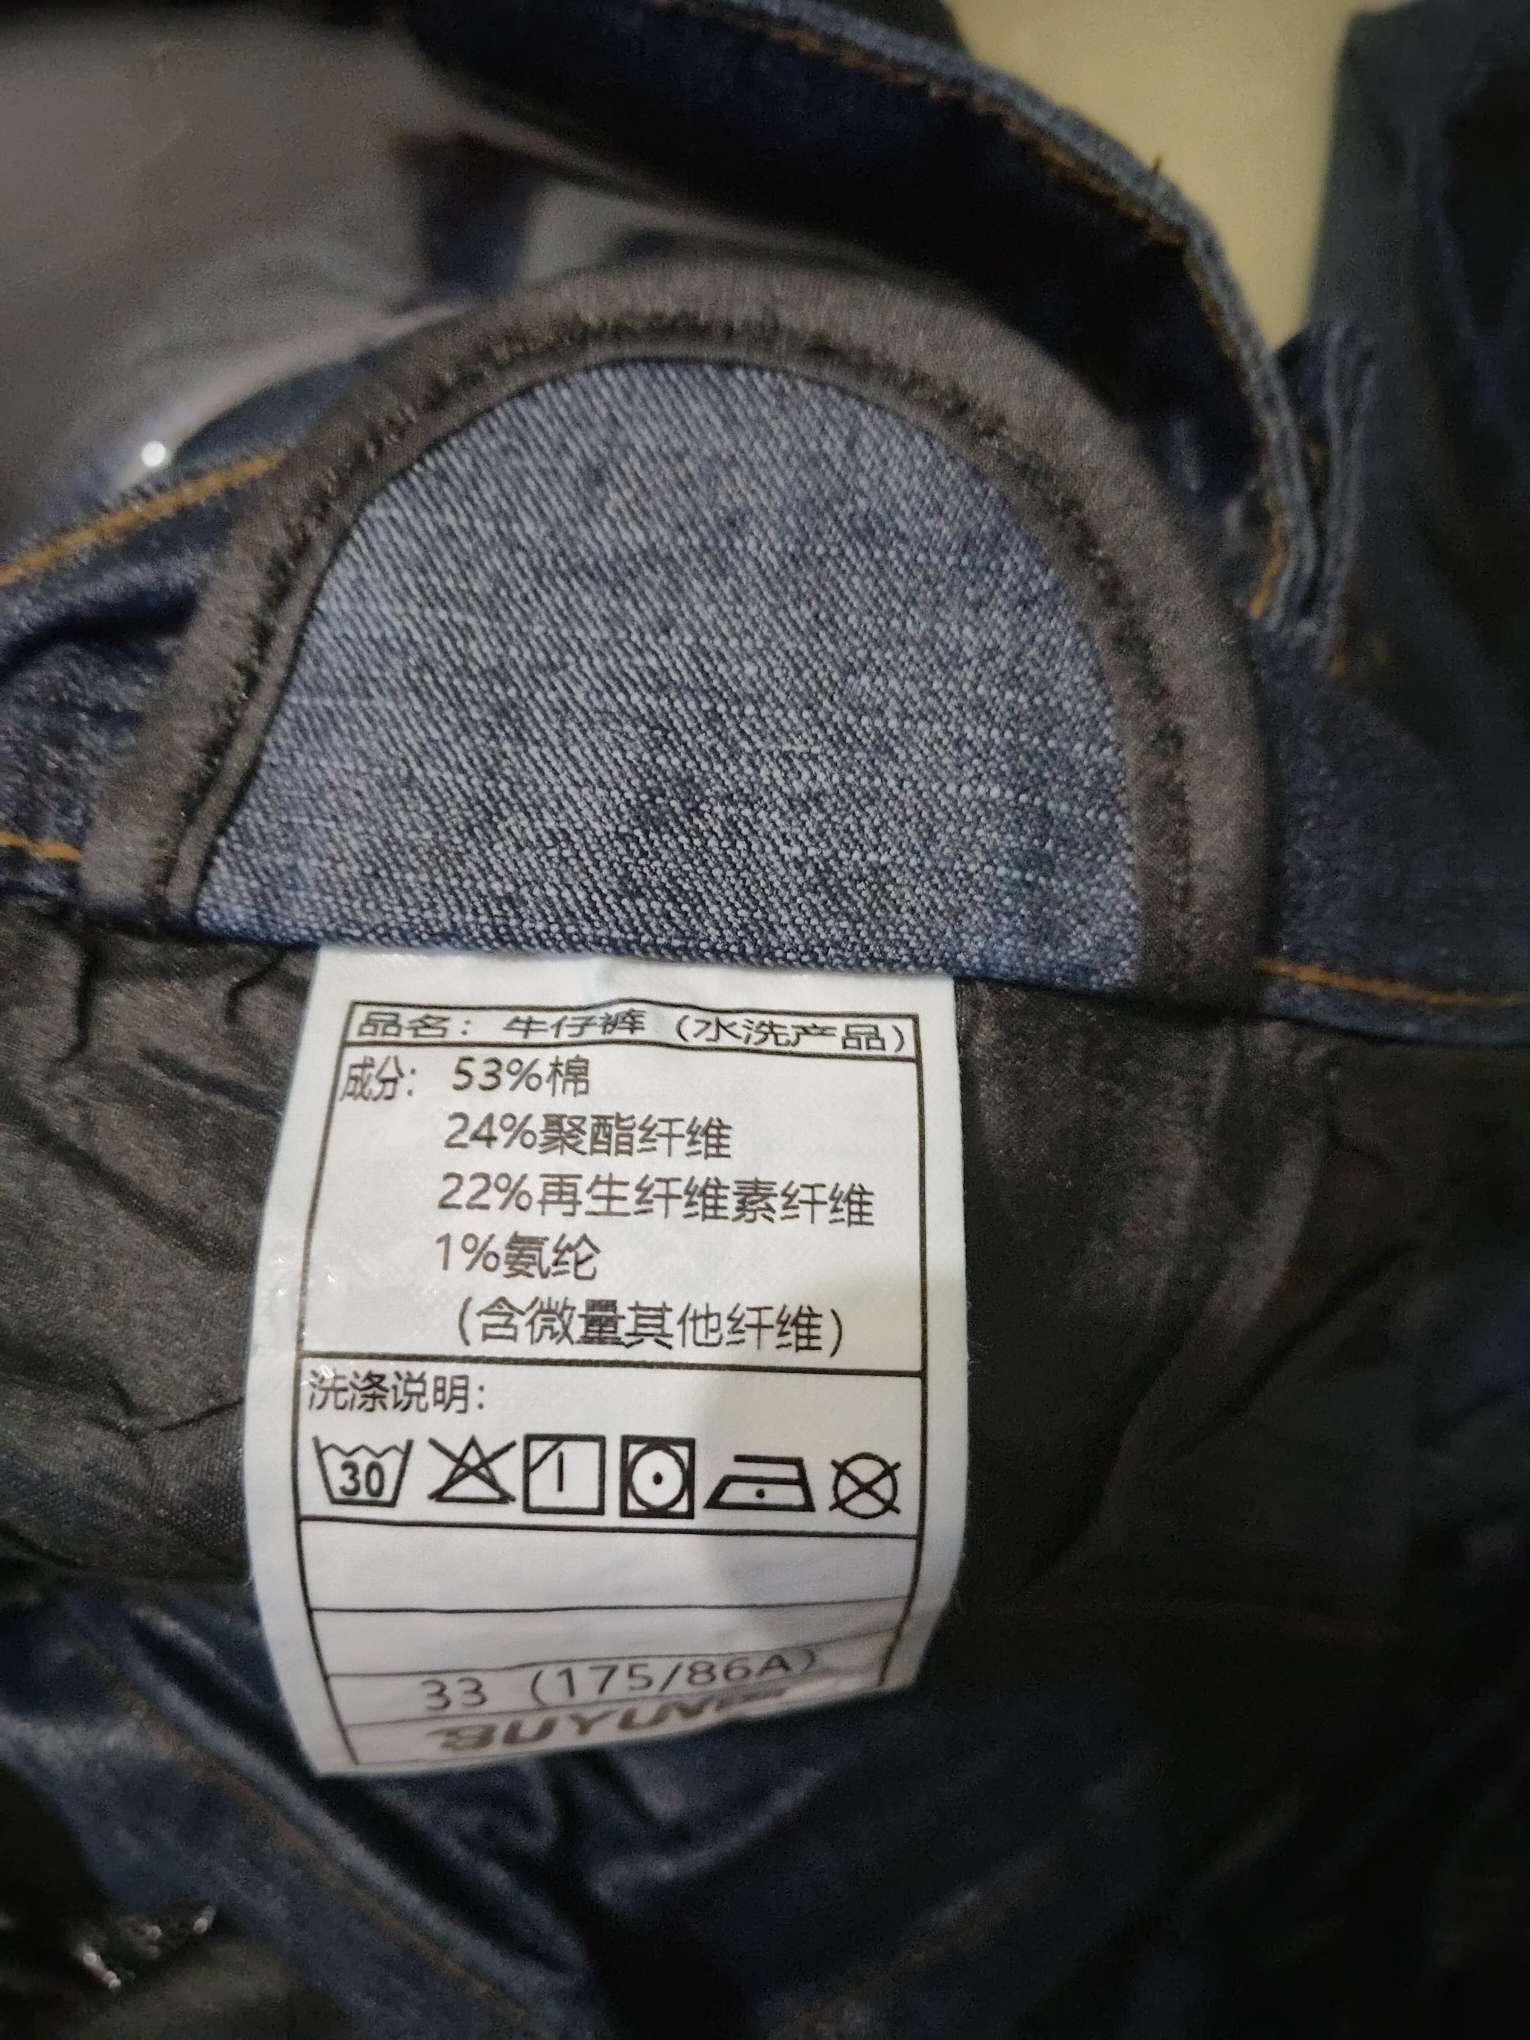 品名：牛仔裤（水洗产品）
成分：53%棉
24%聚酯纤维
22%再生纤维素纤维
1%氨纶
(含微量其他纤维)
洗涤说明：
30
33（175/86A）